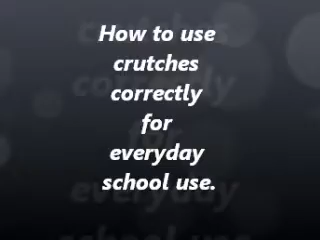 How to use
crutches
correctly
for
everyday
school use.